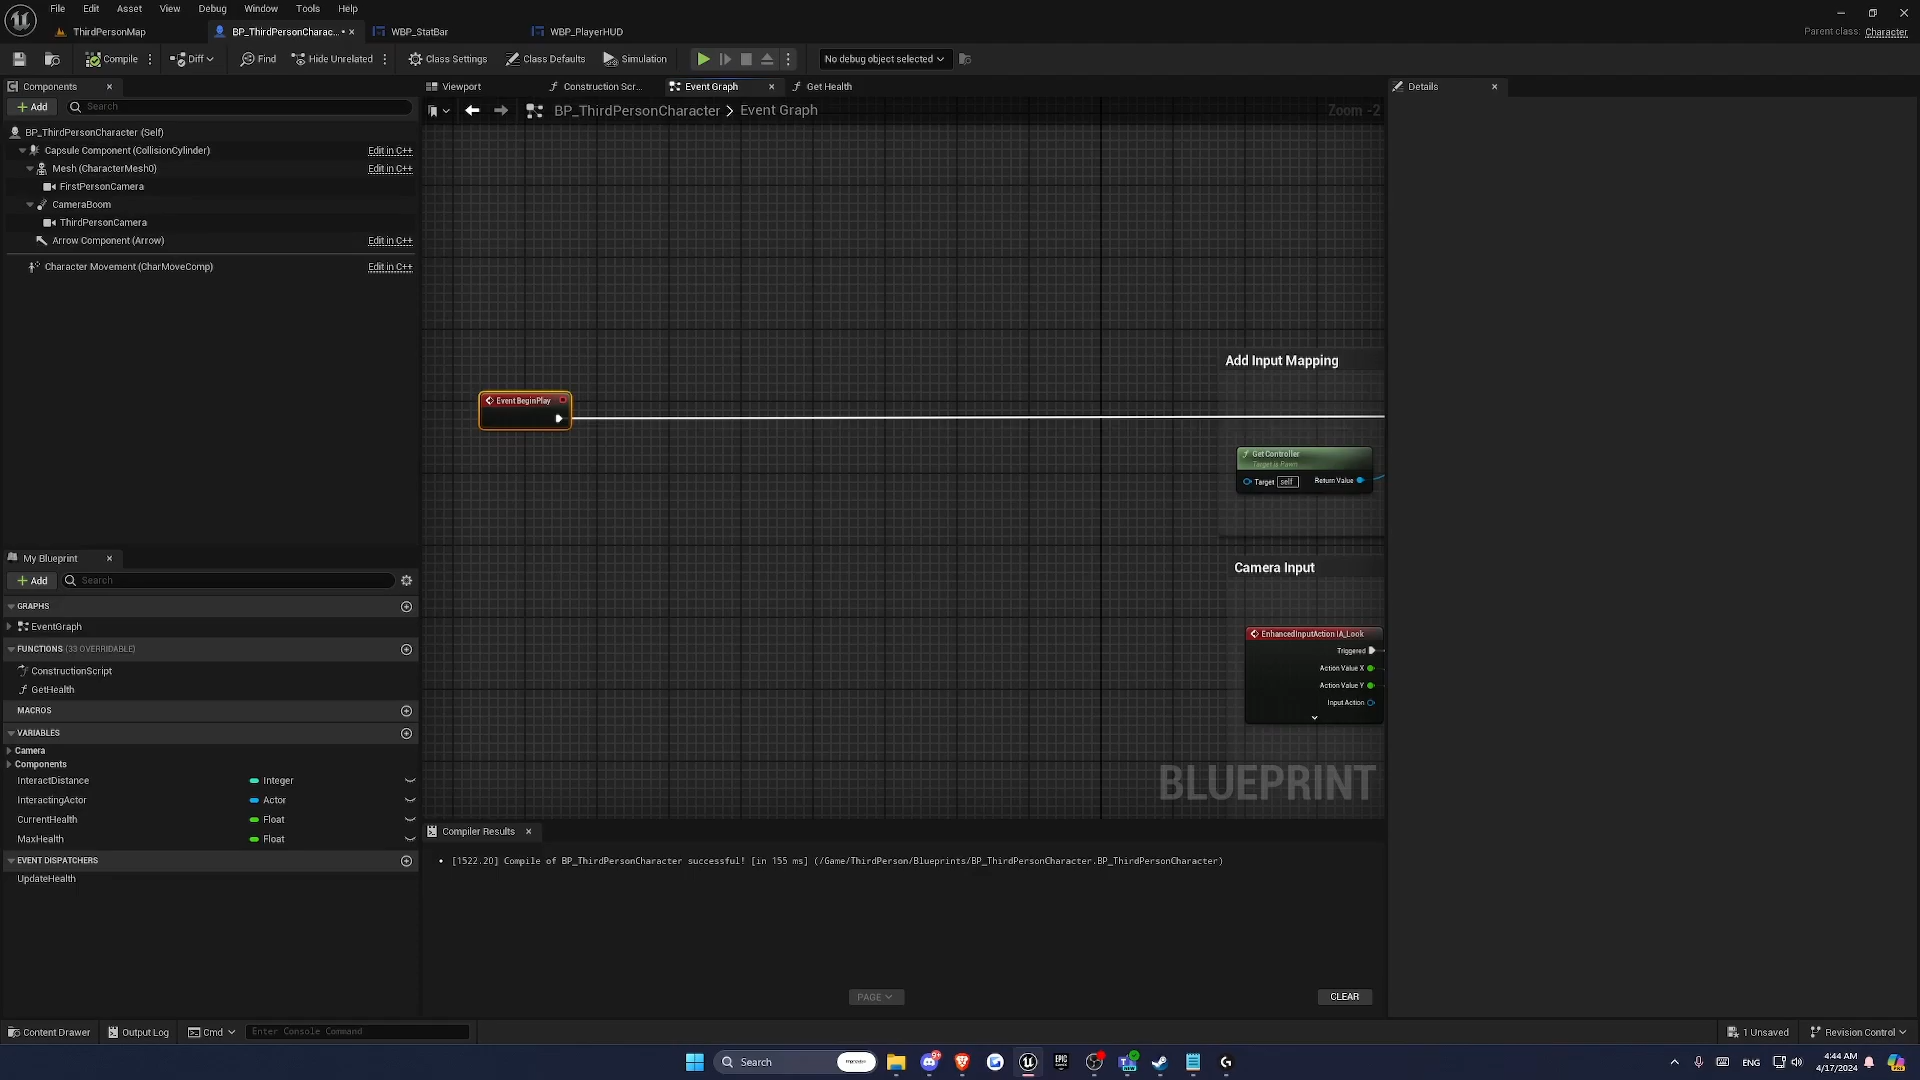 File Edit Asset View Debug Window Tools Help
ThirdPersonMap
BP_ThirdPersonCharac...
WBP_StatBar
WBP_PlayerHUD
Parent class: Character
Compile
Diff
Find
Hide Unrelated
Class Settings
Class Defaults
Simulation
No debug object selected
Components
Viewport
Construction Scr...
Event Graph
Get Health
Details
Add
Search
BP_ThirdPersonCharacter > Event Graph
Zoom -2
BP_ThirdPersonCharacter (Self)
Capsule Component (CollisionCylinder) Edit in C++
Mesh (CharacterMesh0) Edit in C++
FirstPersonCamera
CameraBoom
ThirdPersonCamera
Arrow Component (Arrow) Edit in C++
Character Movement (CharMoveComp) Edit in C++
Event BeginPlay
Add Input Mapping
Get Controller
Target is Pawn
Target self Return Value
Camera Input
EnhancedInputAction IA_Look
Triggered
Action Value X
Action Value Y
Input Action
BLUEPRINT
My Blueprint
Add
Search
GRAPHS
EventGraph
FUNCTIONS (33 OVERRIDABLE)
ConstructionScript
GetHealth
MACROS
VARIABLES
Camera
Components
InteractDistance Integer
InteractingActor Actor
CurrentHealth Float
MaxHealth Float
EVENT DISPATCHERS
UpdateHealth
Compiler Results
[1522.20] Compile of BP_ThirdPersonCharacter successful! [in 155 ms] (/Game/ThirdPerson/Blueprints/BP_ThirdPersonCharacter.BP_ThirdPersonCharacter)
PAGE
CLEAR
Content Drawer
Output Log
Cmd
Enter Console Command
1 Unsaved
Revision Control
Search
EPIC
ENG
4:44 AM
4/17/2024